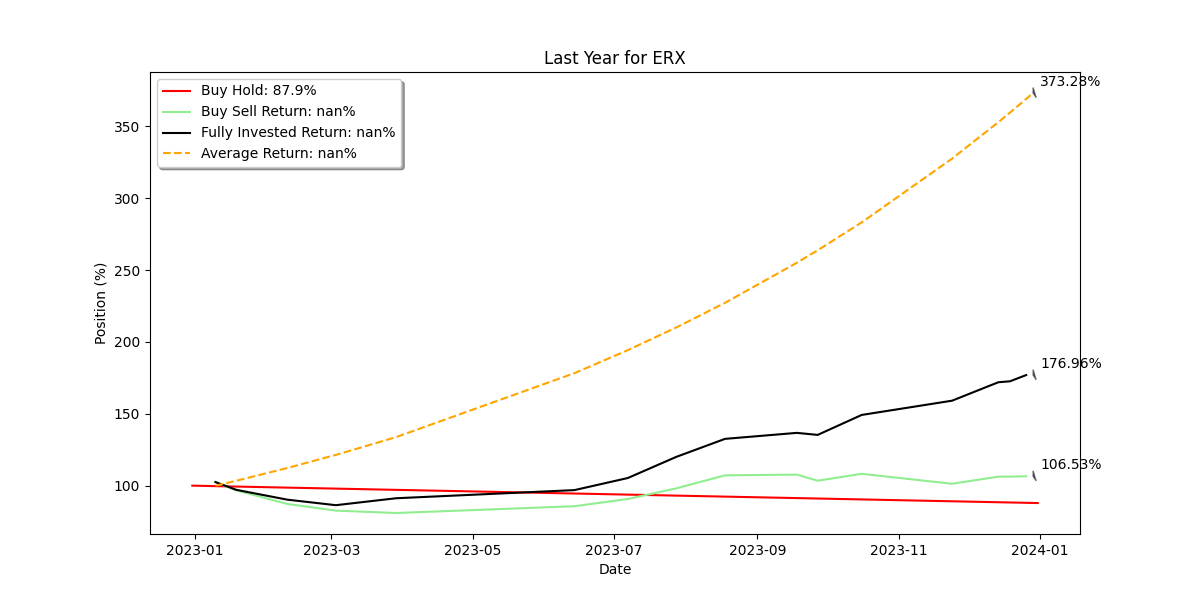 Last Year for ERX
Buy Hold: 87.9%
Buy Sell Return: nan%
Fully Invested Return: nan%
Average Return: nan%
373.28%
176.96%
106.53%
Position (%)
350
300
250
200
150
100
2023-01
2023-03
2023-05
2023-07
2023-09
2023-11
2024-01
Date